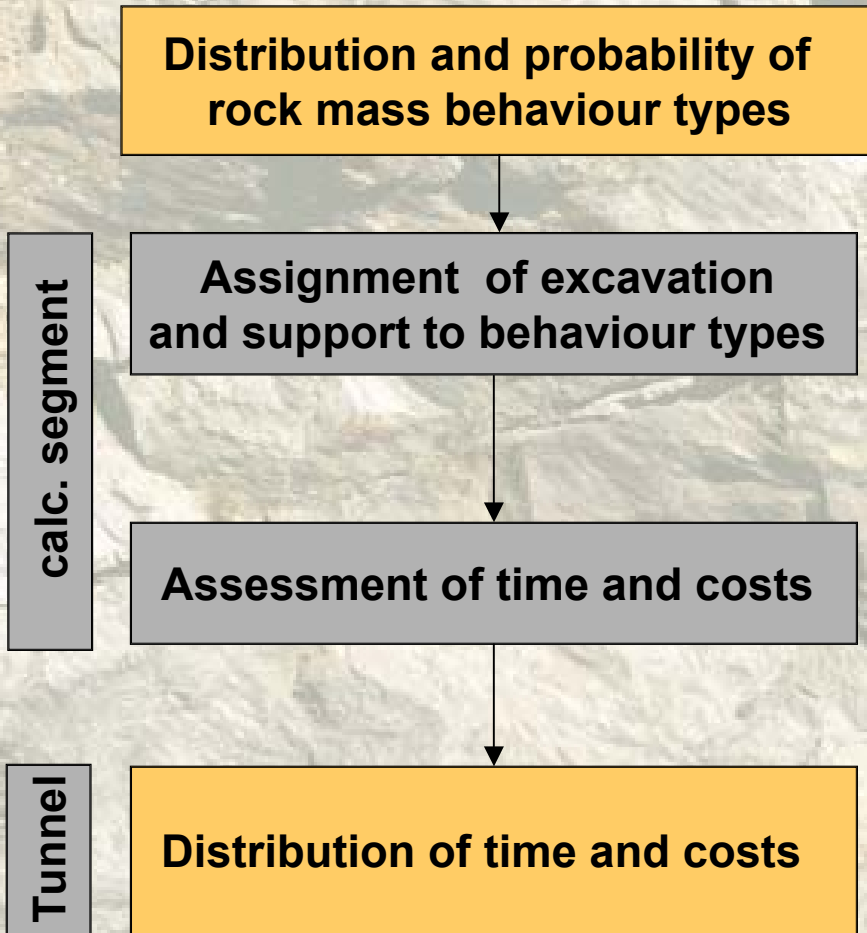 Distribution and probability of
rock mass behaviour types
calc. segment
Assignment of excavation
and support to behaviour types
Assessment of time and costs
Tunnel
Distribution of time and costs